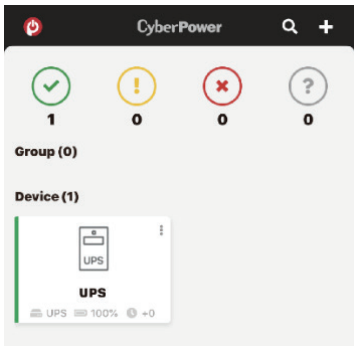 CyberPower
1 0 0 0
Group (0)
Device (1)
UPS
UPS
UPS 100% +0